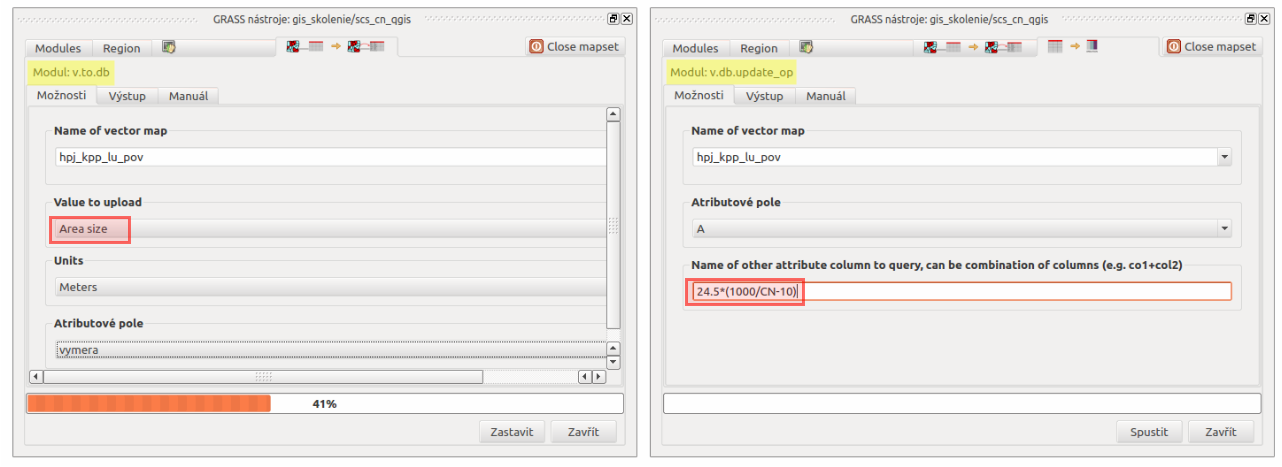 GRASS nástroje: gis_skolenie/scs_cn_qgis
Modules Region Close mapset
Modul: v.to.db
Možnosti Výstup Manuál
Name of vector map
hpj_kpp_lu_pov
Value to upload
Area size
Units
Meters
Atributové pole
vymera
41%
Zastavit Zavřít
GRASS nástroje: gis_skolenie/scs_cn_qgis
Modules Region Close mapset
Modul: v.db.update_op
Možnosti Výstup Manuál
Name of vector map
hpj_kpp_lu_pov
Atributové pole
A
Name of other attribute column to query, can be combination of columns (e.g. co1+col2)
24.5*(1000/CN-10)
Spustit Zavřít